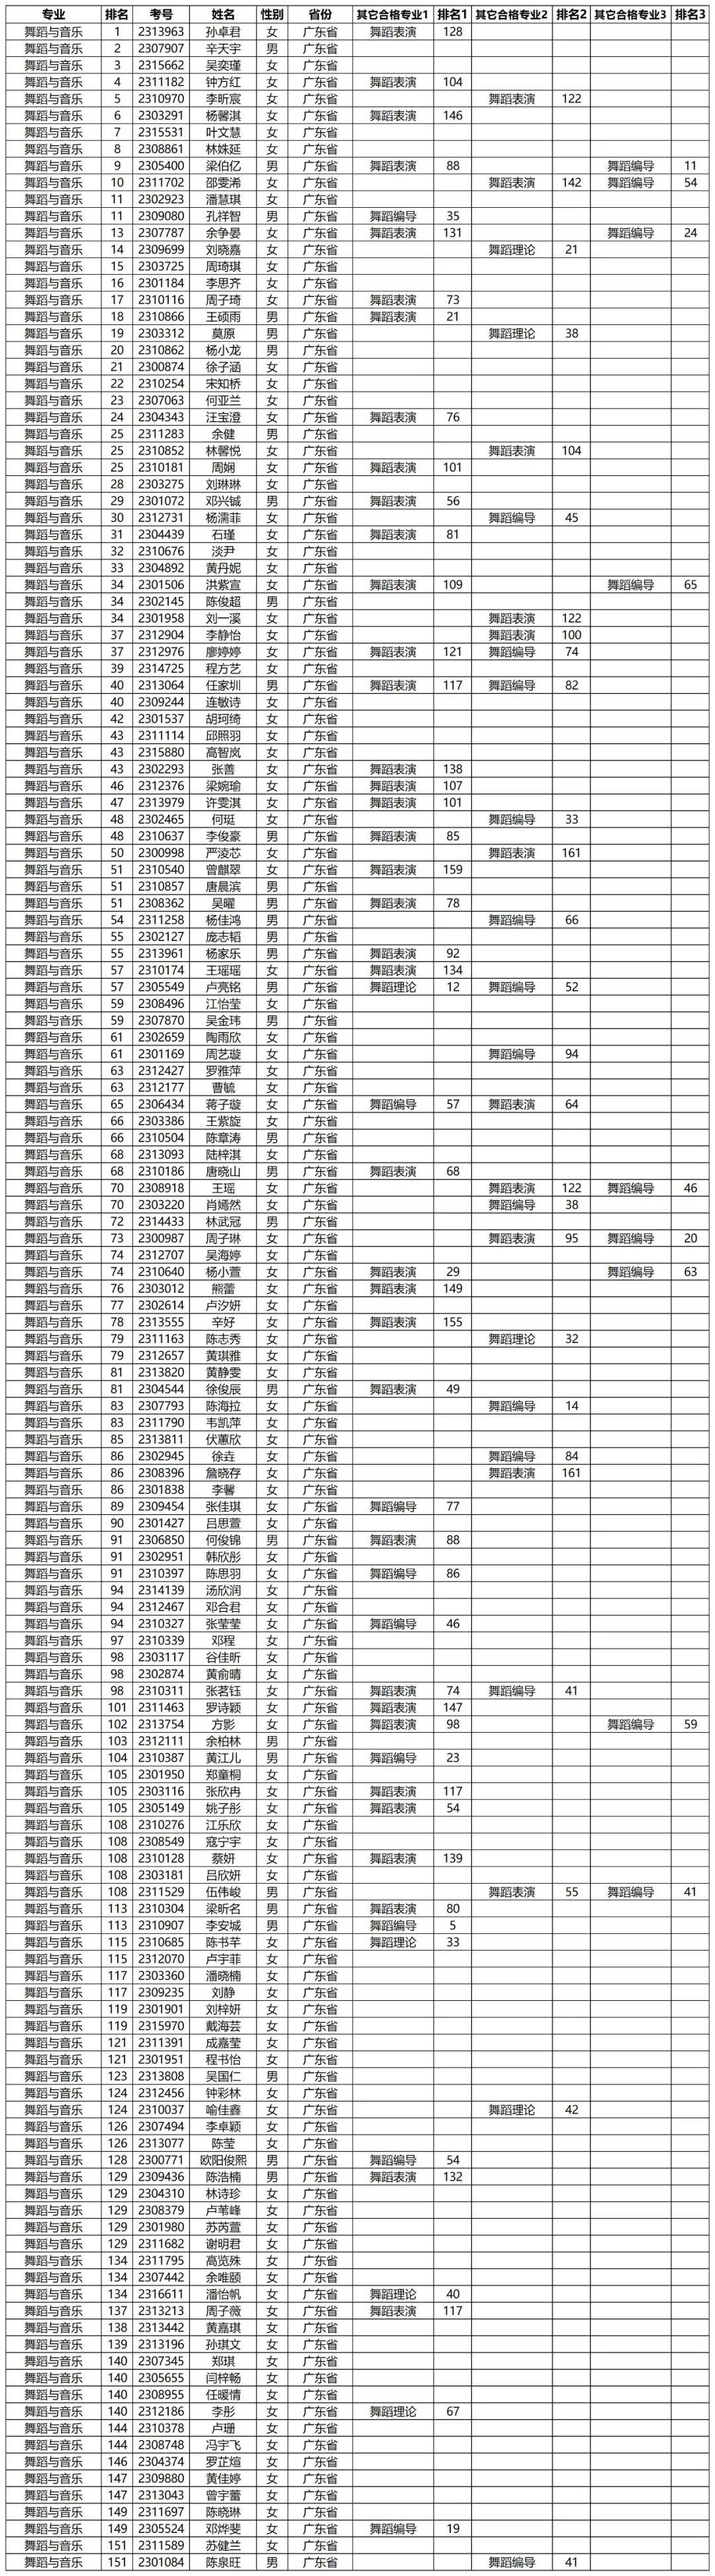 专业 排名 考号 姓名 性别 省份 其它合格专业1 排名1 其它合格专业2 排名2 其它合格专业3 排名3
舞蹈与音乐 1 2313963 孙卓君 女 广东省 舞蹈表演 128
舞蹈与音乐 2 2307907 辛天宇 男 广东省
舞蹈与音乐 3 2315662 吴奕瑾 女 广东省
舞蹈与音乐 4 2311182 钟方红 女 广东省 舞蹈表演 104
舞蹈与音乐 5 2310970 李昕宸 女 广东省 舞蹈表演 122
舞蹈与音乐 6 2303291 杨馨淇 女 广东省 舞蹈表演 146
舞蹈与音乐 7 2315531 叶文慧 女 广东省
舞蹈与音乐 8 2308861 林姝延 女 广东省
舞蹈与音乐 9 2305400 梁伯亿 男 广东省 舞蹈表演 88 舞蹈编导 11
舞蹈与音乐 10 2311702 邵雯浠 女 广东省 舞蹈表演 142 舞蹈编导 54
舞蹈与音乐 11 2302923 潘慧琪 女 广东省
舞蹈与音乐 11 2309080 孔祥智 男 广东省 舞蹈编导 35
舞蹈与音乐 13 2307787 余争晏 女 广东省 舞蹈表演 131 舞蹈编导 24
舞蹈与音乐 14 2309699 刘晓嘉 女 广东省 舞蹈理论 21
舞蹈与音乐 15 2303725 周琦琪 女 广东省
舞蹈与音乐 16 2301184 李思齐 女 广东省
舞蹈与音乐 17 2310116 周子琦 女 广东省 舞蹈表演 73
舞蹈与音乐 18 2310866 王硕雨 男 广东省 舞蹈表演 21
舞蹈与音乐 19 2303312 莫原 男 广东省 舞蹈理论 38
舞蹈与音乐 20 2310862 杨小龙 男 广东省
舞蹈与音乐 21 2300874 徐子涵 女 广东省
舞蹈与音乐 22 2310254 宋知桥 女 广东省
舞蹈与音乐 23 2307063 何亚兰 女 广东省
舞蹈与音乐 24 2304343 汪宝澄 女 广东省 舞蹈表演 76
舞蹈与音乐 25 2311283 余健 男 广东省
舞蹈与音乐 25 2310852 林馨悦 女 广东省 舞蹈表演 104
舞蹈与音乐 25 2310181 周娴 女 广东省 舞蹈表演 101
舞蹈与音乐 28 2303275 刘琳琳 女 广东省
舞蹈与音乐 29 2301072 邓兴铖 男 广东省 舞蹈表演 56
舞蹈与音乐 30 2312731 杨濡菲 女 广东省 舞蹈编导 45
舞蹈与音乐 31 2304439 石瑾 女 广东省 舞蹈表演 81
舞蹈与音乐 32 2310676 淡尹 女 广东省
舞蹈与音乐 33 2304892 黄丹妮 女 广东省
舞蹈与音乐 34 2301506 洪紫宣 女 广东省 舞蹈表演 109 舞蹈编导 65
舞蹈与音乐 34 2302145 陈俊超 男 广东省
舞蹈与音乐 34 2301958 刘一溪 女 广东省 舞蹈表演 122
舞蹈与音乐 37 2312904 李静怡 女 广东省 舞蹈表演 100
舞蹈与音乐 37 2312976 廖婷婷 女 广东省 舞蹈表演 121 舞蹈编导 74
舞蹈与音乐 39 2314725 程方艺 女 广东省
舞蹈与音乐 40 2313064 任家圳 男 广东省 舞蹈表演 117 舞蹈编导 82
舞蹈与音乐 40 2309244 连敏诗 女 广东省
舞蹈与音乐 42 2301537 胡珂绮 女 广东省
舞蹈与音乐 43 2311114 邱照羽 女 广东省
舞蹈与音乐 43 2315880 高智岚 女 广东省
舞蹈与音乐 43 2302293 张善 女 广东省 舞蹈表演 138
舞蹈与音乐 46 2312376 梁婉瑜 女 广东省 舞蹈表演 107
舞蹈与音乐 47 2313979 许雯淇 女 广东省 舞蹈表演 101
舞蹈与音乐 48 2302465 何珽 女 广东省 舞蹈编导 33
舞蹈与音乐 48 2310637 李俊豪 男 广东省 舞蹈表演 85
舞蹈与音乐 50 2300998 严淩芯 女 广东省 舞蹈表演 161
舞蹈与音乐 51 2310540 曾麒翠 女 广东省 舞蹈表演 159
舞蹈与音乐 51 2310857 唐晨滨 男 广东省
舞蹈与音乐 51 2308362 吴曜 男 广东省 舞蹈表演 78
舞蹈与音乐 54 2311258 杨佳鸿 男 广东省 舞蹈编导 66
舞蹈与音乐 55 2302127 庞志韬 男 广东省
舞蹈与音乐 55 2313961 杨家乐 男 广东省 舞蹈表演 92
舞蹈与音乐 57 2310174 王瑶瑶 女 广东省 舞蹈表演 134
舞蹈与音乐 57 2305549 卢亮铭 男 广东省 舞蹈理论 12 舞蹈编导 52
舞蹈与音乐 59 2308496 江怡莹 女 广东省
舞蹈与音乐 59 2307870 吴金玮 男 广东省
舞蹈与音乐 61 2302659 陶雨欣 女 广东省
舞蹈与音乐 61 2301169 周艺璇 女 广东省 舞蹈编导 94
舞蹈与音乐 63 2312427 罗雅萍 女 广东省
舞蹈与音乐 63 2312177 曹毓 女 广东省
舞蹈与音乐 65 2306434 蒋子璇 女 广东省 舞蹈编导 57 舞蹈表演 64
舞蹈与音乐 66 2303386 王紫旋 女 广东省
舞蹈与音乐 66 2310504 陈章涛 男 广东省
舞蹈与音乐 68 2313093 陆梓淇 女 广东省
舞蹈与音乐 68 2310186 唐晓山 男 广东省 舞蹈表演 68
舞蹈与音乐 70 2308918 王瑶 女 广东省 舞蹈表演 122 舞蹈编导 46
舞蹈与音乐 70 2303220 肖嫣然 女 广东省 舞蹈编导 38
舞蹈与音乐 72 2314433 林武冠 男 广东省
舞蹈与音乐 73 2300987 周子琳 女 广东省 舞蹈表演 95 舞蹈编导 20
舞蹈与音乐 74 2312707 吴海婷 女 广东省
舞蹈与音乐 74 2310640 杨小萱 女 广东省 舞蹈表演 29 舞蹈编导 63
舞蹈与音乐 76 2303012 熊蕾 女 广东省 舞蹈表演 149
舞蹈与音乐 77 2302614 卢汐妍 女 广东省
舞蹈与音乐 78 2313555 辛好 女 广东省 舞蹈表演 155
舞蹈与音乐 79 2311163 陈志秀 女 广东省 舞蹈理论 32
舞蹈与音乐 79 2312657 黄琪雅 女 广东省
舞蹈与音乐 81 2313820 黄静雯 女 广东省
舞蹈与音乐 81 2304544 徐俊辰 男 广东省 舞蹈表演 49
舞蹈与音乐 83 2307793 陈海拉 女 广东省 舞蹈编导 14
舞蹈与音乐 83 2311790 韦凯萍 女 广东省
舞蹈与音乐 85 2313811 伏蕙欣 女 广东省
舞蹈与音乐 86 2302945 徐垚 女 广东省 舞蹈编导 84
舞蹈与音乐 86 2308396 詹晓存 女 广东省 舞蹈表演 161
舞蹈与音乐 86 2301838 李馨 女 广东省
舞蹈与音乐 89 2309454 张佳琪 女 广东省 舞蹈编导 77
舞蹈与音乐 90 2301427 吕思萱 女 广东省
舞蹈与音乐 91 2306850 何俊锦 男 广东省 舞蹈表演 88
舞蹈与音乐 91 2302951 韩欣彤 女 广东省
舞蹈与音乐 91 2310397 陈思羽 女 广东省 舞蹈编导 86
舞蹈与音乐 94 2314139 汤欣润 女 广东省
舞蹈与音乐 94 2312467 邓合君 女 广东省
舞蹈与音乐 94 2310327 张莹莹 女 广东省 舞蹈编导 46
舞蹈与音乐 97 2310339 邓程 女 广东省
舞蹈与音乐 98 2303117 谷佳昕 女 广东省
舞蹈与音乐 98 2302874 黄俞晴 女 广东省
舞蹈与音乐 98 2310311 张茗钰 女 广东省 舞蹈表演 74 舞蹈编导 41
舞蹈与音乐 101 2311463 罗诗颖 女 广东省 舞蹈表演 147
舞蹈与音乐 102 2313754 方影 女 广东省 舞蹈表演 98 舞蹈编导 59
舞蹈与音乐 103 2312111 余柏林 男 广东省
舞蹈与音乐 104 2310387 黄江儿 男 广东省 舞蹈编导 23
舞蹈与音乐 105 2301950 郑童桐 女 广东省
舞蹈与音乐 105 2303116 张欣冉 女 广东省 舞蹈表演 117
舞蹈与音乐 105 2305149 姚子彤 女 广东省 舞蹈表演 54
舞蹈与音乐 108 2310276 江乐欣 女 广东省
舞蹈与音乐 108 2308549 寇宁宇 女 广东省
舞蹈与音乐 108 2310128 蔡妍 女 广东省 舞蹈表演 139
舞蹈与音乐 108 2303181 吕欣妍 女 广东省
舞蹈与音乐 108 2311529 伍伟峻 男 广东省 舞蹈表演 55 舞蹈编导 41
舞蹈与音乐 113 2310304 梁昕名 男 广东省 舞蹈表演 80
舞蹈与音乐 113 2310907 李安城 男 广东省 舞蹈编导 5
舞蹈与音乐 115 2310685 陈书芊 女 广东省 舞蹈理论 33
舞蹈与音乐 115 2312070 卢宇菲 女 广东省
舞蹈与音乐 117 2303360 潘晓楠 女 广东省
舞蹈与音乐 117 2309235 刘静 女 广东省
舞蹈与音乐 119 2301901 刘梓妍 女 广东省
舞蹈与音乐 119 2315970 戴海芸 女 广东省
舞蹈与音乐 121 2311391 成嘉莹 女 广东省
舞蹈与音乐 121 2301951 程书怡 女 广东省
舞蹈与音乐 123 2313808 吴国仁 男 广东省
舞蹈与音乐 124 2312456 钟彩林 女 广东省
舞蹈与音乐 124 2310037 喻佳鑫 女 广东省 舞蹈理论 42
舞蹈与音乐 126 2307494 李卓颖 女 广东省
舞蹈与音乐 126 2313077 陈莹 女 广东省
舞蹈与音乐 128 2300771 欧阳俊熙 男 广东省 舞蹈编导 54
舞蹈与音乐 129 2309436 陈浩楠 男 广东省 舞蹈表演 132
舞蹈与音乐 129 2304310 林诗珍 女 广东省
舞蹈与音乐 129 2308379 卢苇峰 女 广东省
舞蹈与音乐 129 2301980 苏芮萱 女 广东省
舞蹈与音乐 129 2311682 谢明君 女 广东省
舞蹈与音乐 134 2311795 高览殊 女 广东省
舞蹈与音乐 134 2307442 余唯颐 女 广东省
舞蹈与音乐 134 2316611 潘怡帆 女 广东省 舞蹈理论 40
舞蹈与音乐 137 2313213 周子薇 女 广东省 舞蹈表演 117
舞蹈与音乐 138 2313442 黄嘉琪 女 广东省
舞蹈与音乐 139 2313196 孙琪文 女 广东省
舞蹈与音乐 140 2307345 郑琪 女 广东省
舞蹈与音乐 140 2305655 闫梓畅 女 广东省
舞蹈与音乐 140 2308955 任暖情 女 广东省
舞蹈与音乐 140 2312186 李彤 女 广东省 舞蹈理论 67
舞蹈与音乐 144 2310378 卢珊 女 广东省
舞蹈与音乐 144 2308748 冯宇飞 女 广东省
舞蹈与音乐 146 2304374 罗芷煊 女 广东省
舞蹈与音乐 147 2309880 黄佳婷 女 广东省
舞蹈与音乐 147 2313043 曾宇蕾 女 广东省
舞蹈与音乐 149 2311697 陈晓琳 女 广东省
舞蹈与音乐 149 2305524 邓烨斐 女 广东省 舞蹈编导 19
舞蹈与音乐 151 2311589 苏健兰 女 广东省
舞蹈与音乐 151 2301084 陈泉旺 男 广东省 舞蹈编导 41